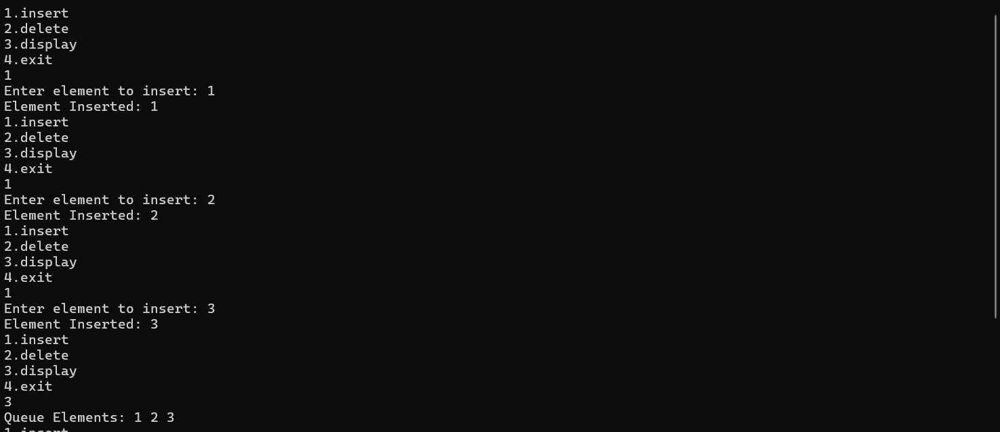 1.insert
2.delete
3.display
4.exit
1
Enter element to insert: 1
Element Inserted: 1
1.insert
2.delete
3.display
4.exit
1
Enter element to insert: 2
Element Inserted: 2
1.insert
2.delete
3.display
4.exit
1
Enter element to insert: 3
Element Inserted: 3
1.insert
2.delete
3.display
4.exit
3
Queue Elements: 1 2 3
1.insert